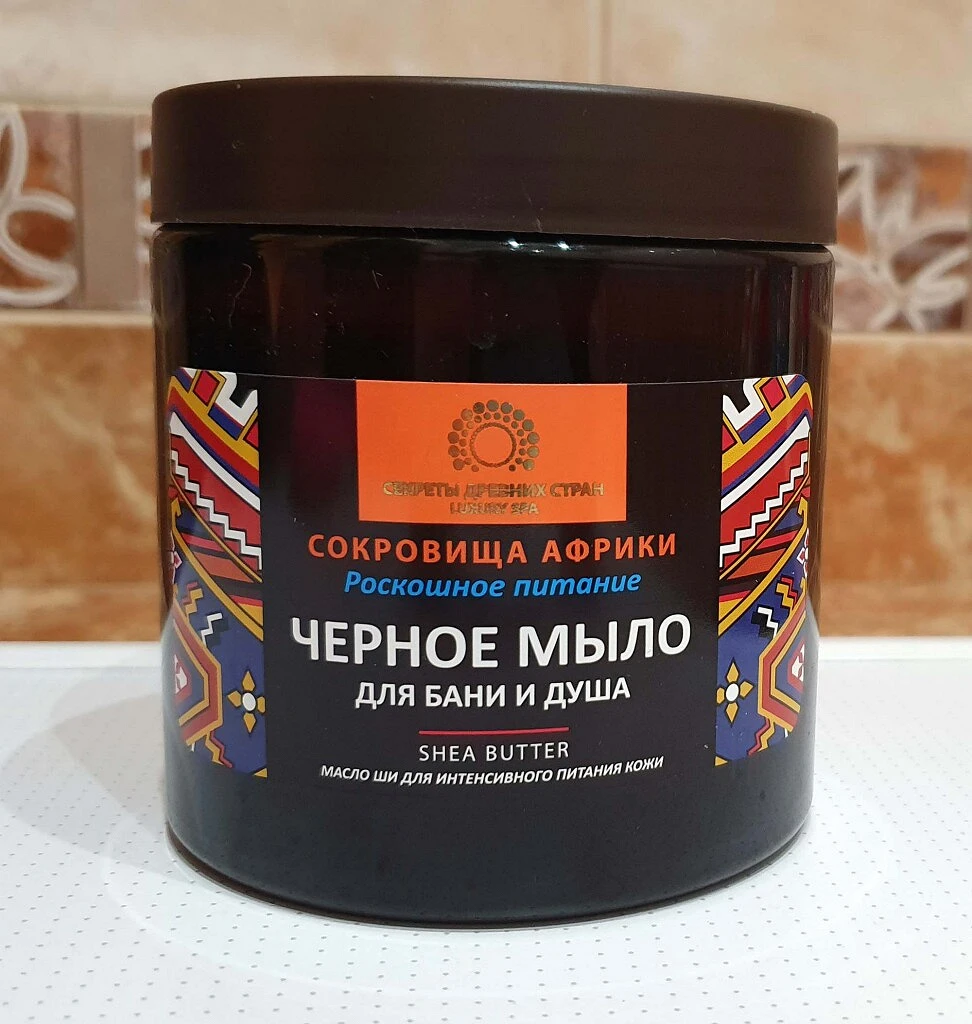 СЕКРЕТЫ ДРЕВНИХ СТРАН
LUXURY SPA
СОКРОВИЩА АФРИКИ
Роскошное питание
ЧЕРНОЕ МЫЛО
ДЛЯ БАНИ И ДУША
SHEA BUTTER
МАСЛО ШИ ДЛЯ ИНТЕНСИВНОГО ПИТАНИЯ КОЖИ